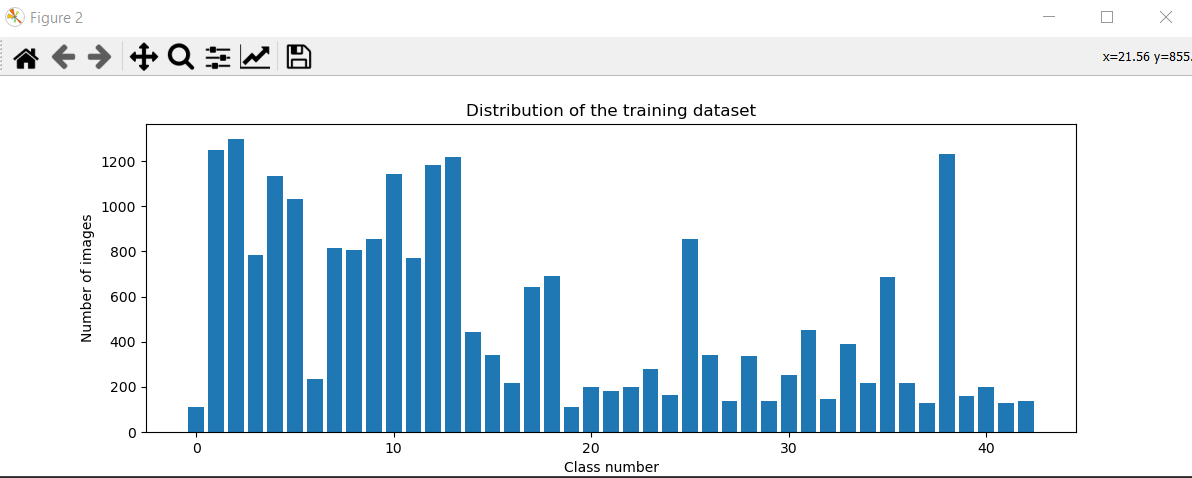 Figure 2
x=21.56 y=855.
Distribution of the training dataset
Number of images
1200
1000
800
600
400
200
0
0 10 20 30 40
Class number